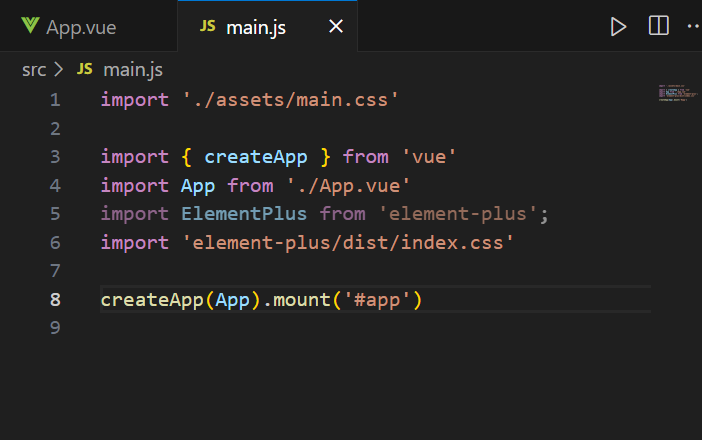 App.vue
JS main.js
src > JS main.js
1 import './assets/main.css'
2
3 import { createApp } from 'vue'
4 import App from './App.vue'
5 import ElementPlus from 'element-plus';
6 import 'element-plus/dist/index.css'
7
8 createApp(App).mount('#app')
9